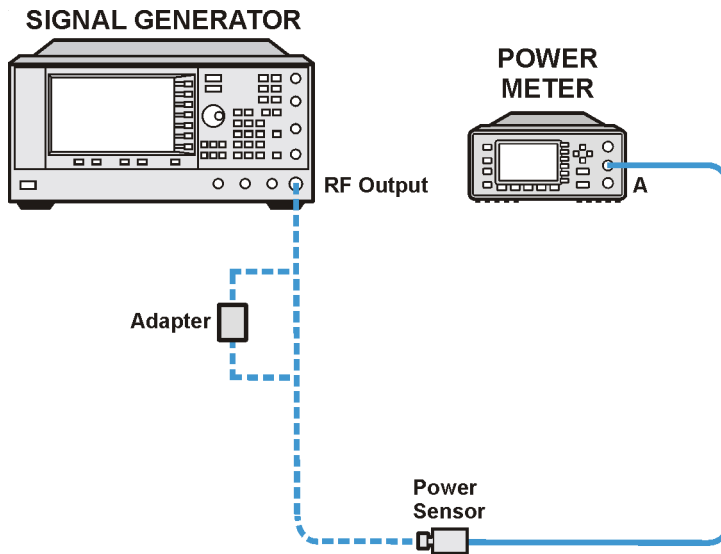 SIGNAL GENERATOR
POWER
METER
RF Output
A
Adapter
Power
Sensor